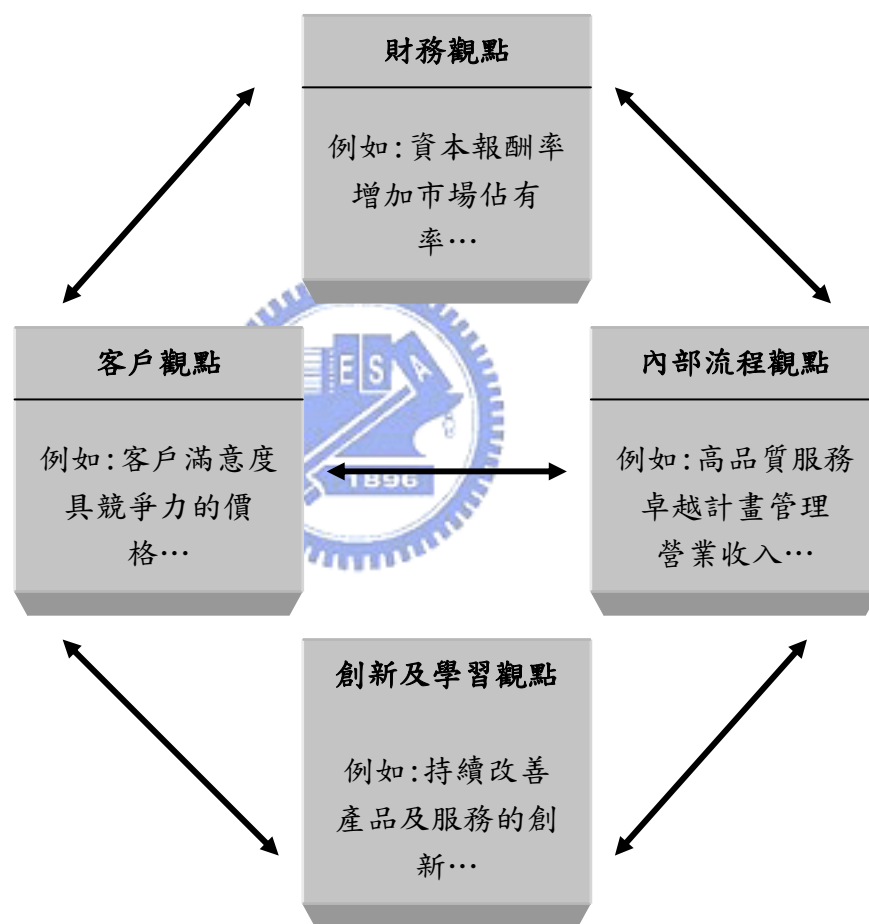 財務觀點
例如:資本報酬率
增加市場佔有
率…
客戶觀點
例如:客戶滿意度
具競爭力的價
格…
ESA
1896
內部流程觀點
例如:高品質服務
卓越計畫管理
營業收入…
創新及學習觀點
例如:持續改善
產品及服務的創
新…